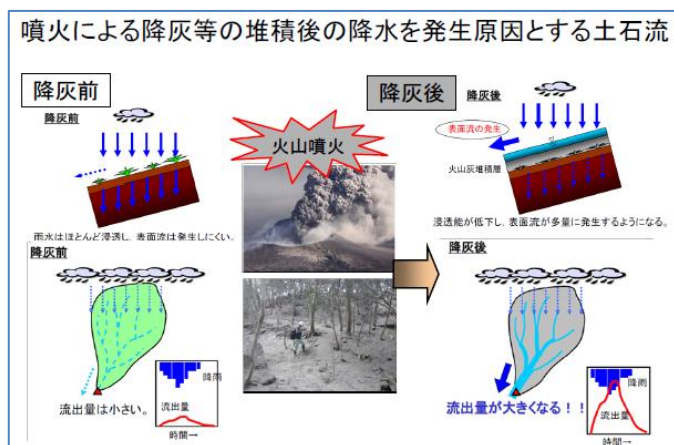 噴火による降灰等の堆積後の降水を発生原因とする土石流
降灰前
降灰前
雨水はほとんど浸透し、表面流は発生しにくい。
火山噴火
降灰後
降灰後
表面流の発生
火山灰堆積層
浸透能が低下し、表面流が多量に発生するようになる。
降灰前
流出量は小さい。
降雨
流出量
時間→
降灰後
流出量が大きくなる!!
降雨
流出量
時間→